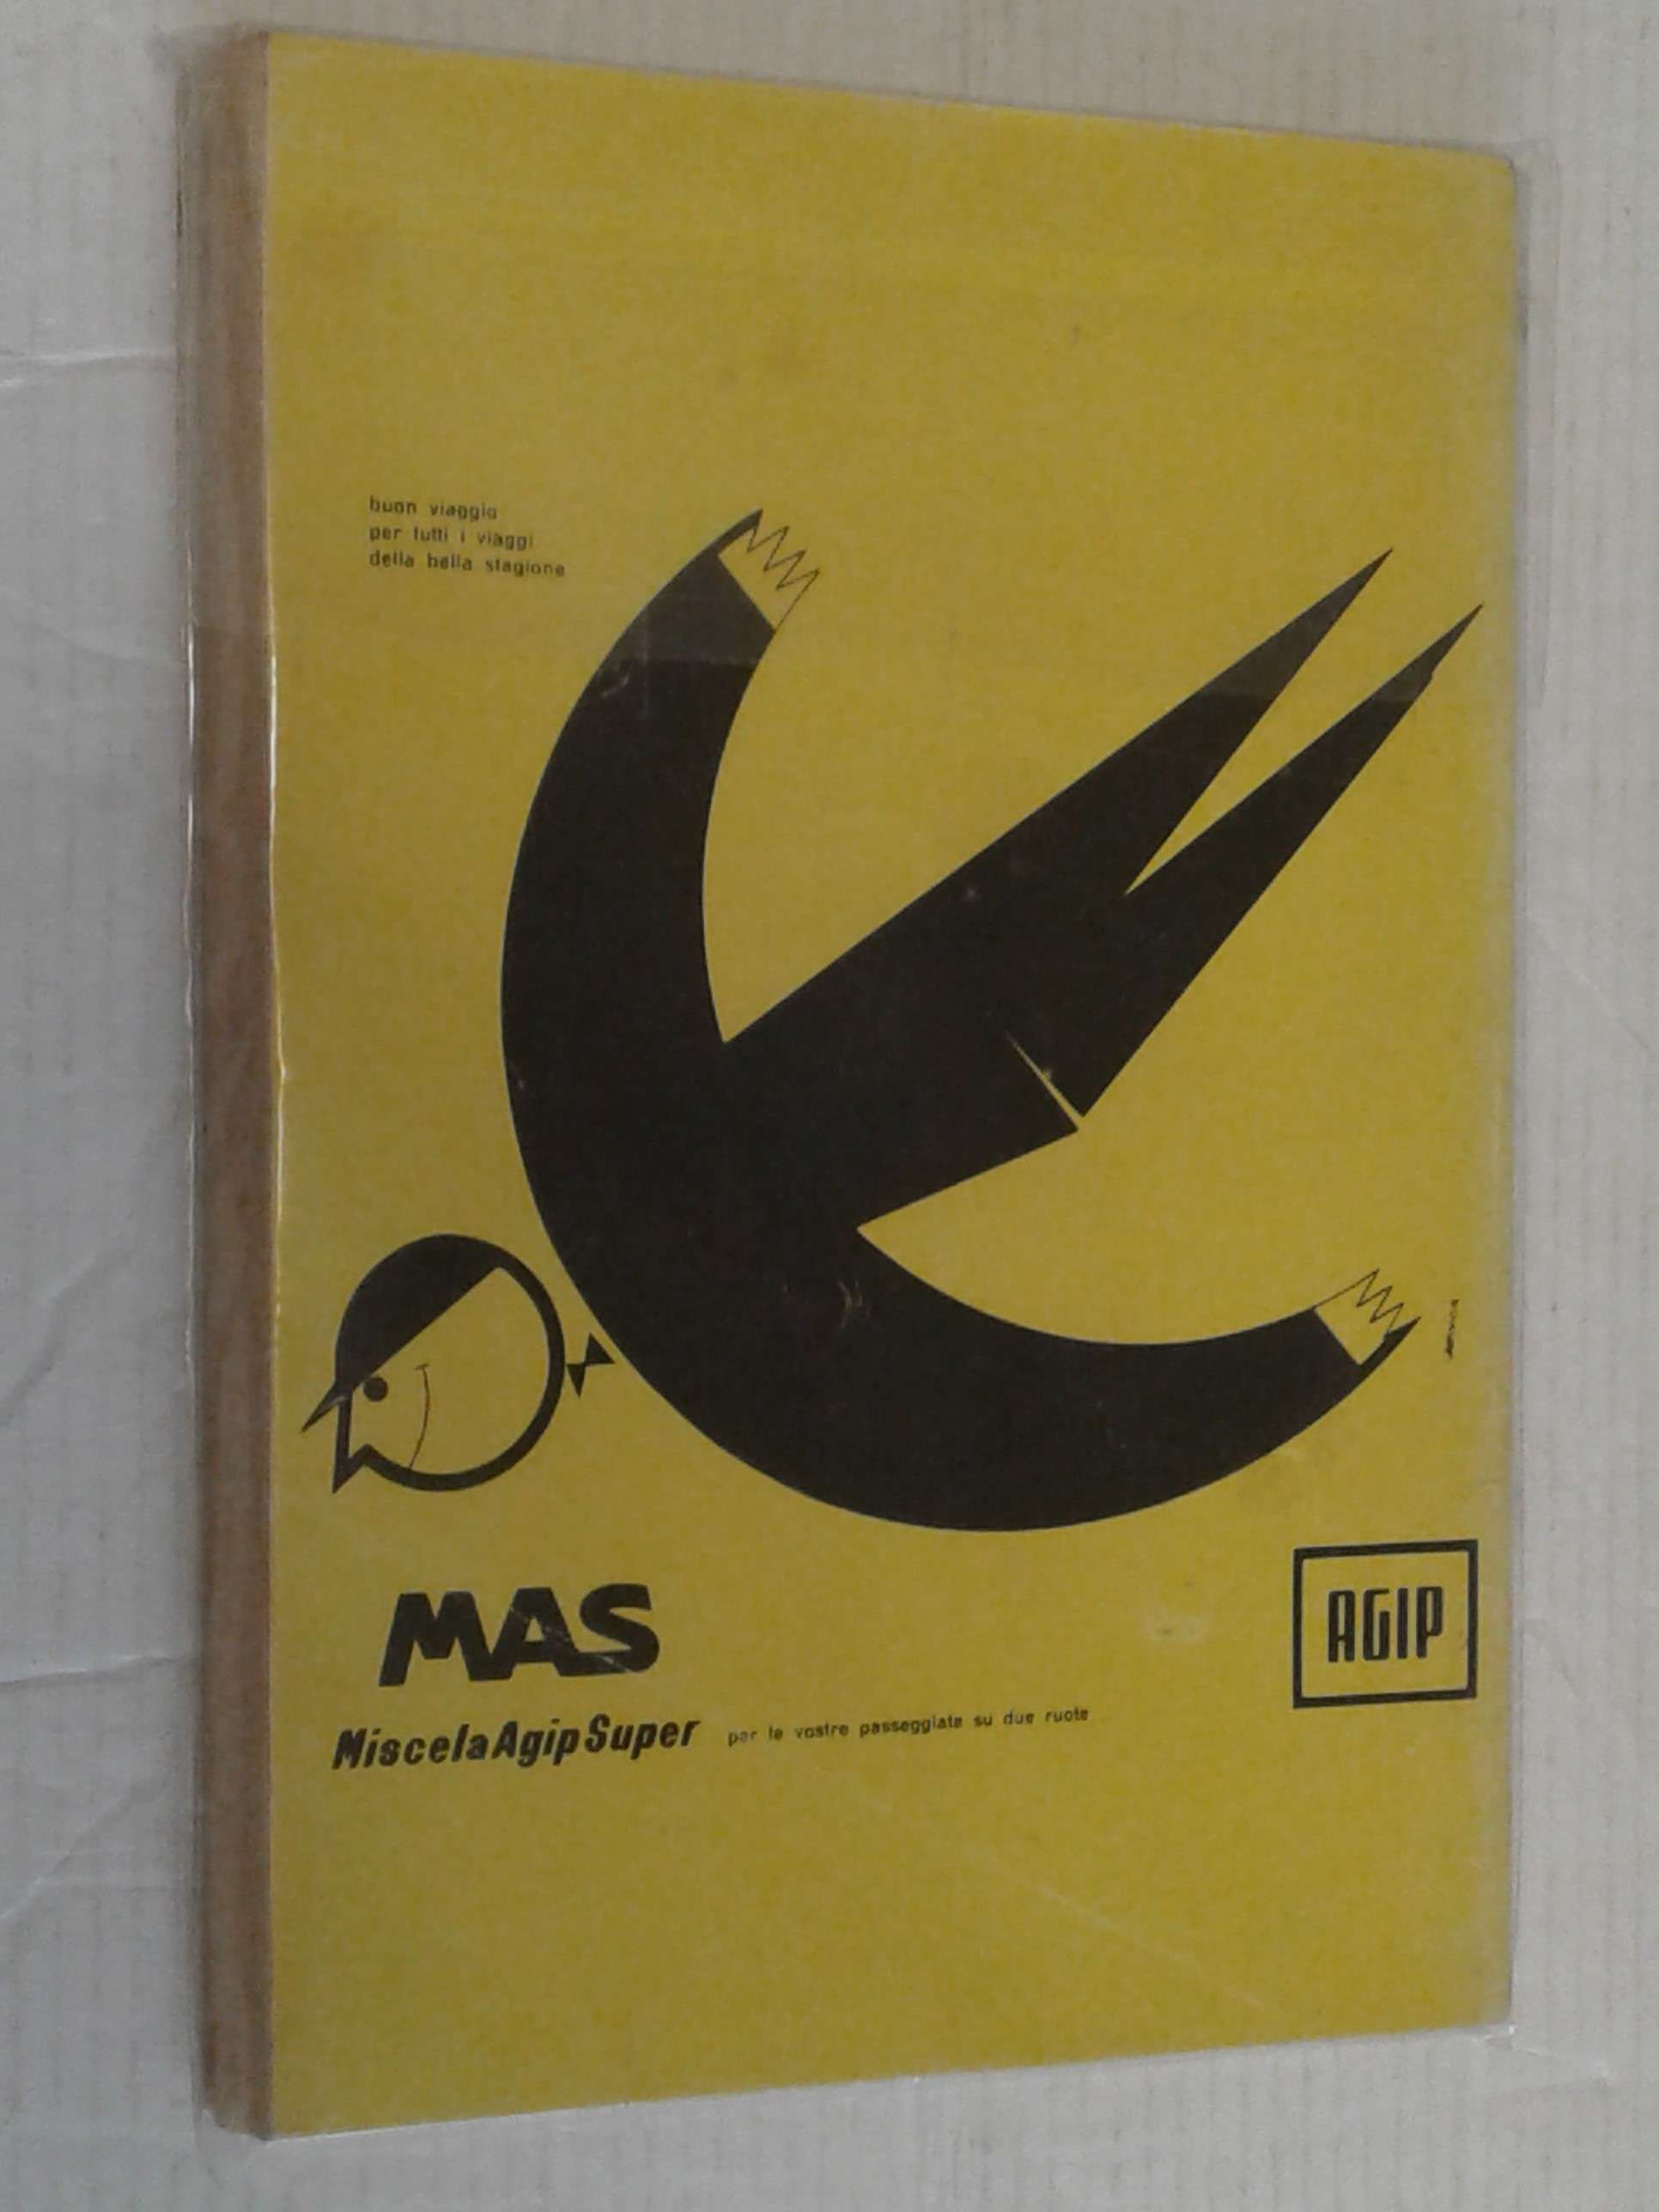 buon viaggio
per tutti i viaggi
della bella stagione
MAS
AGIP
MiscelaAgipSuper per le vostre passeggiate su due ruote